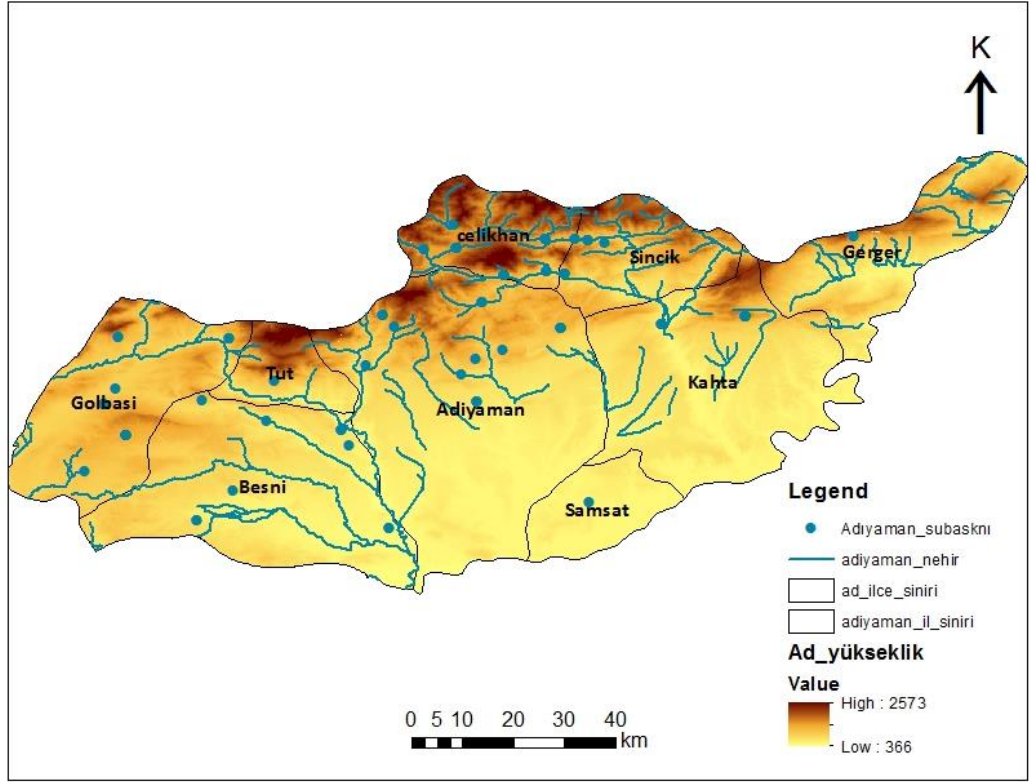 K
celikhan
Sincik
Gerger
Tut
Golbasi
Kahta
Adiyaman
Besni
Samsat
Legend
Adıyaman_subasknı
adiyaman_nehir
ad_ilce_siniri
adiyaman_il_siniri
Ad_yükseklik
Value
High : 2573
Low : 366
0 5 10 20 30 40
km